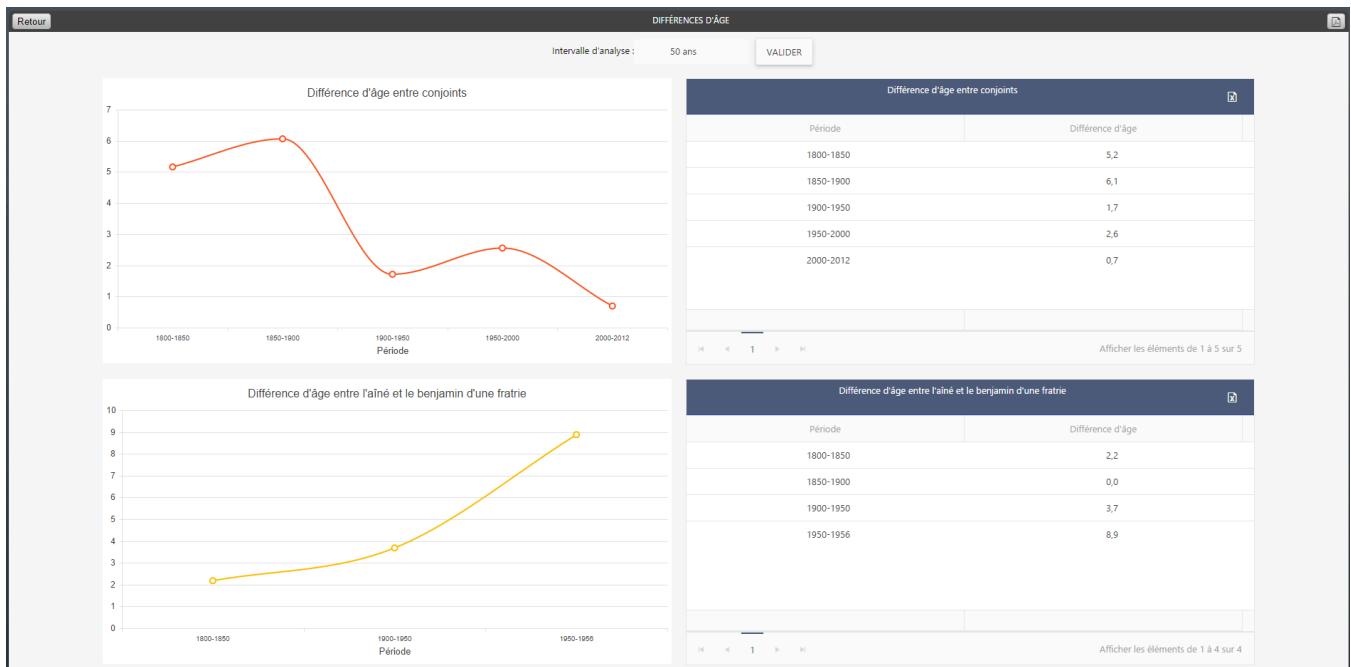 Retour
DIFFÉRENCES D'ÂGE
Intervalle d'analyse :
50 ans
VALIDER
Différence d'âge entre conjoints
7
6
5
4
3
2
1
0
1800-1850
1850-1900
1900-1950
1950-2000
2000-2012
Période
Différence d'âge entre conjoints
Période Différence d'âge
1800-1850 5,2
1850-1900 6,1
1900-1950 1,7
1950-2000 2,6
2000-2012 0,7
1
Afficher les éléments de 1 à 5 sur 5
Différence d'âge entre l'aîné et le benjamin d'une fratrie
10
9
8
7
6
5
4
3
2
1
0
1800-1850
1900-1950
1950-1956
Période
Différence d'âge entre l'aîné et le benjamin d'une fratrie
Période Différence d'âge
1800-1850 2,2
1850-1900 0,0
1900-1950 3,7
1950-1956 8,9
1
Afficher les éléments de 1 à 4 sur 4